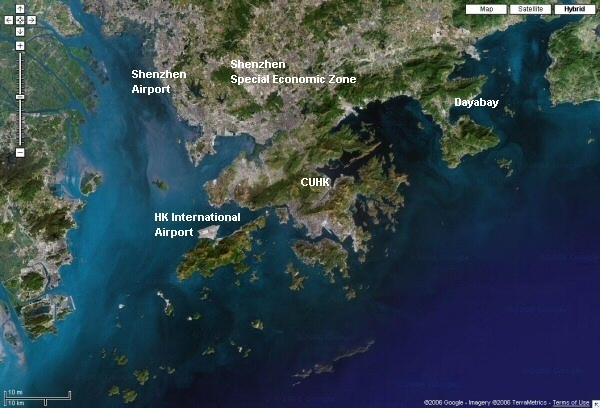 Map Satellite Hybrid
Shenzhen
Airport
Shenzhen
Special Economic Zone
Dayabay
CUHK
HK International
Airport
10 mi
10 km
©2006 Google - Imagery ©2006 TerraMetrics - Terms of Use